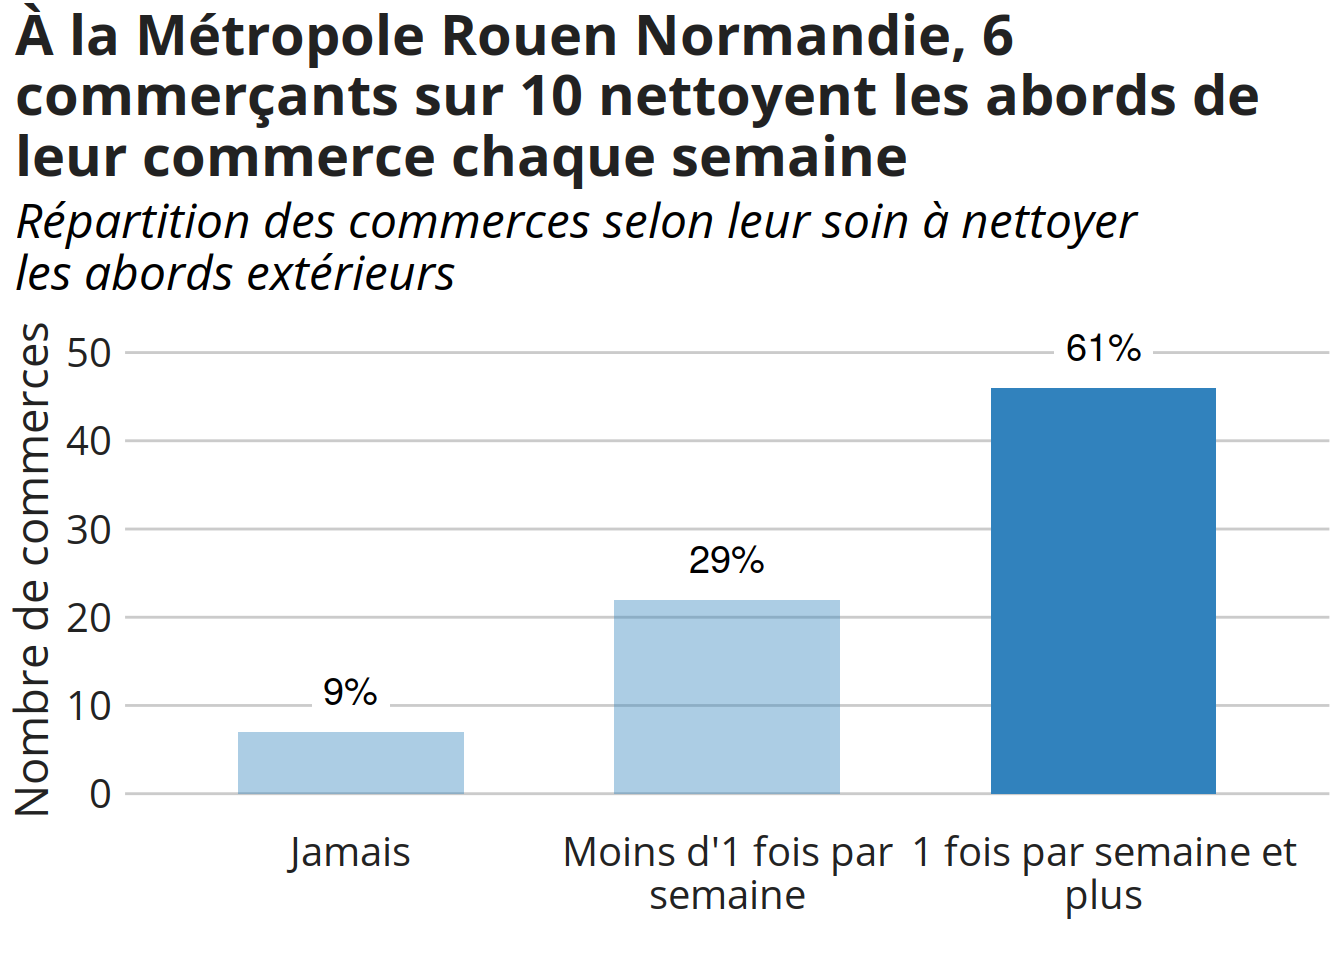 À la Métropole Rouen Normandie, 6
commerçants sur 10 nettoyent les abords de
leur commerce chaque semaine
Répartition des commerces selon leur soin à nettoyer
les abords extérieurs
Nombre de commerces
50
40
30
20
10
0
9%
29%
61%
Jamais
Moins d'1 fois par
semaine
1 fois par semaine et
plus